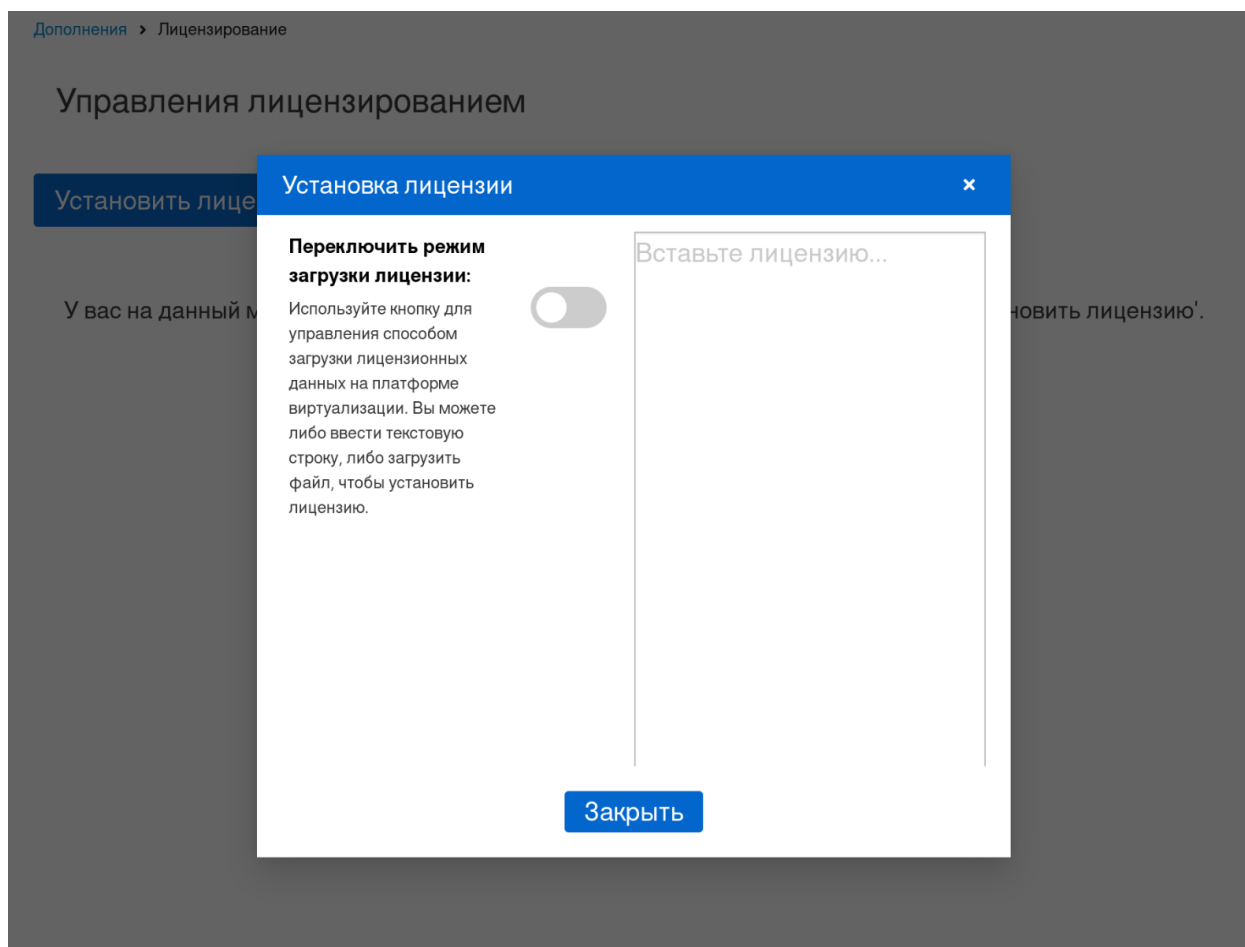 Дополнения > Лицензирование
Управления лицензированием
Установить
Установка лицензии ×
Переключить режим
загрузки лицензии:
Используйте кнопку для
управления способом
загрузки лицензионных
данных на платформе
виртуализации. Вы можете
либо ввести текстовую
строку, либо загрузить
файл, чтобы установить
лицензию.
Вставьте лицензию...
У вас на данный
лицензию'.
Закрыть